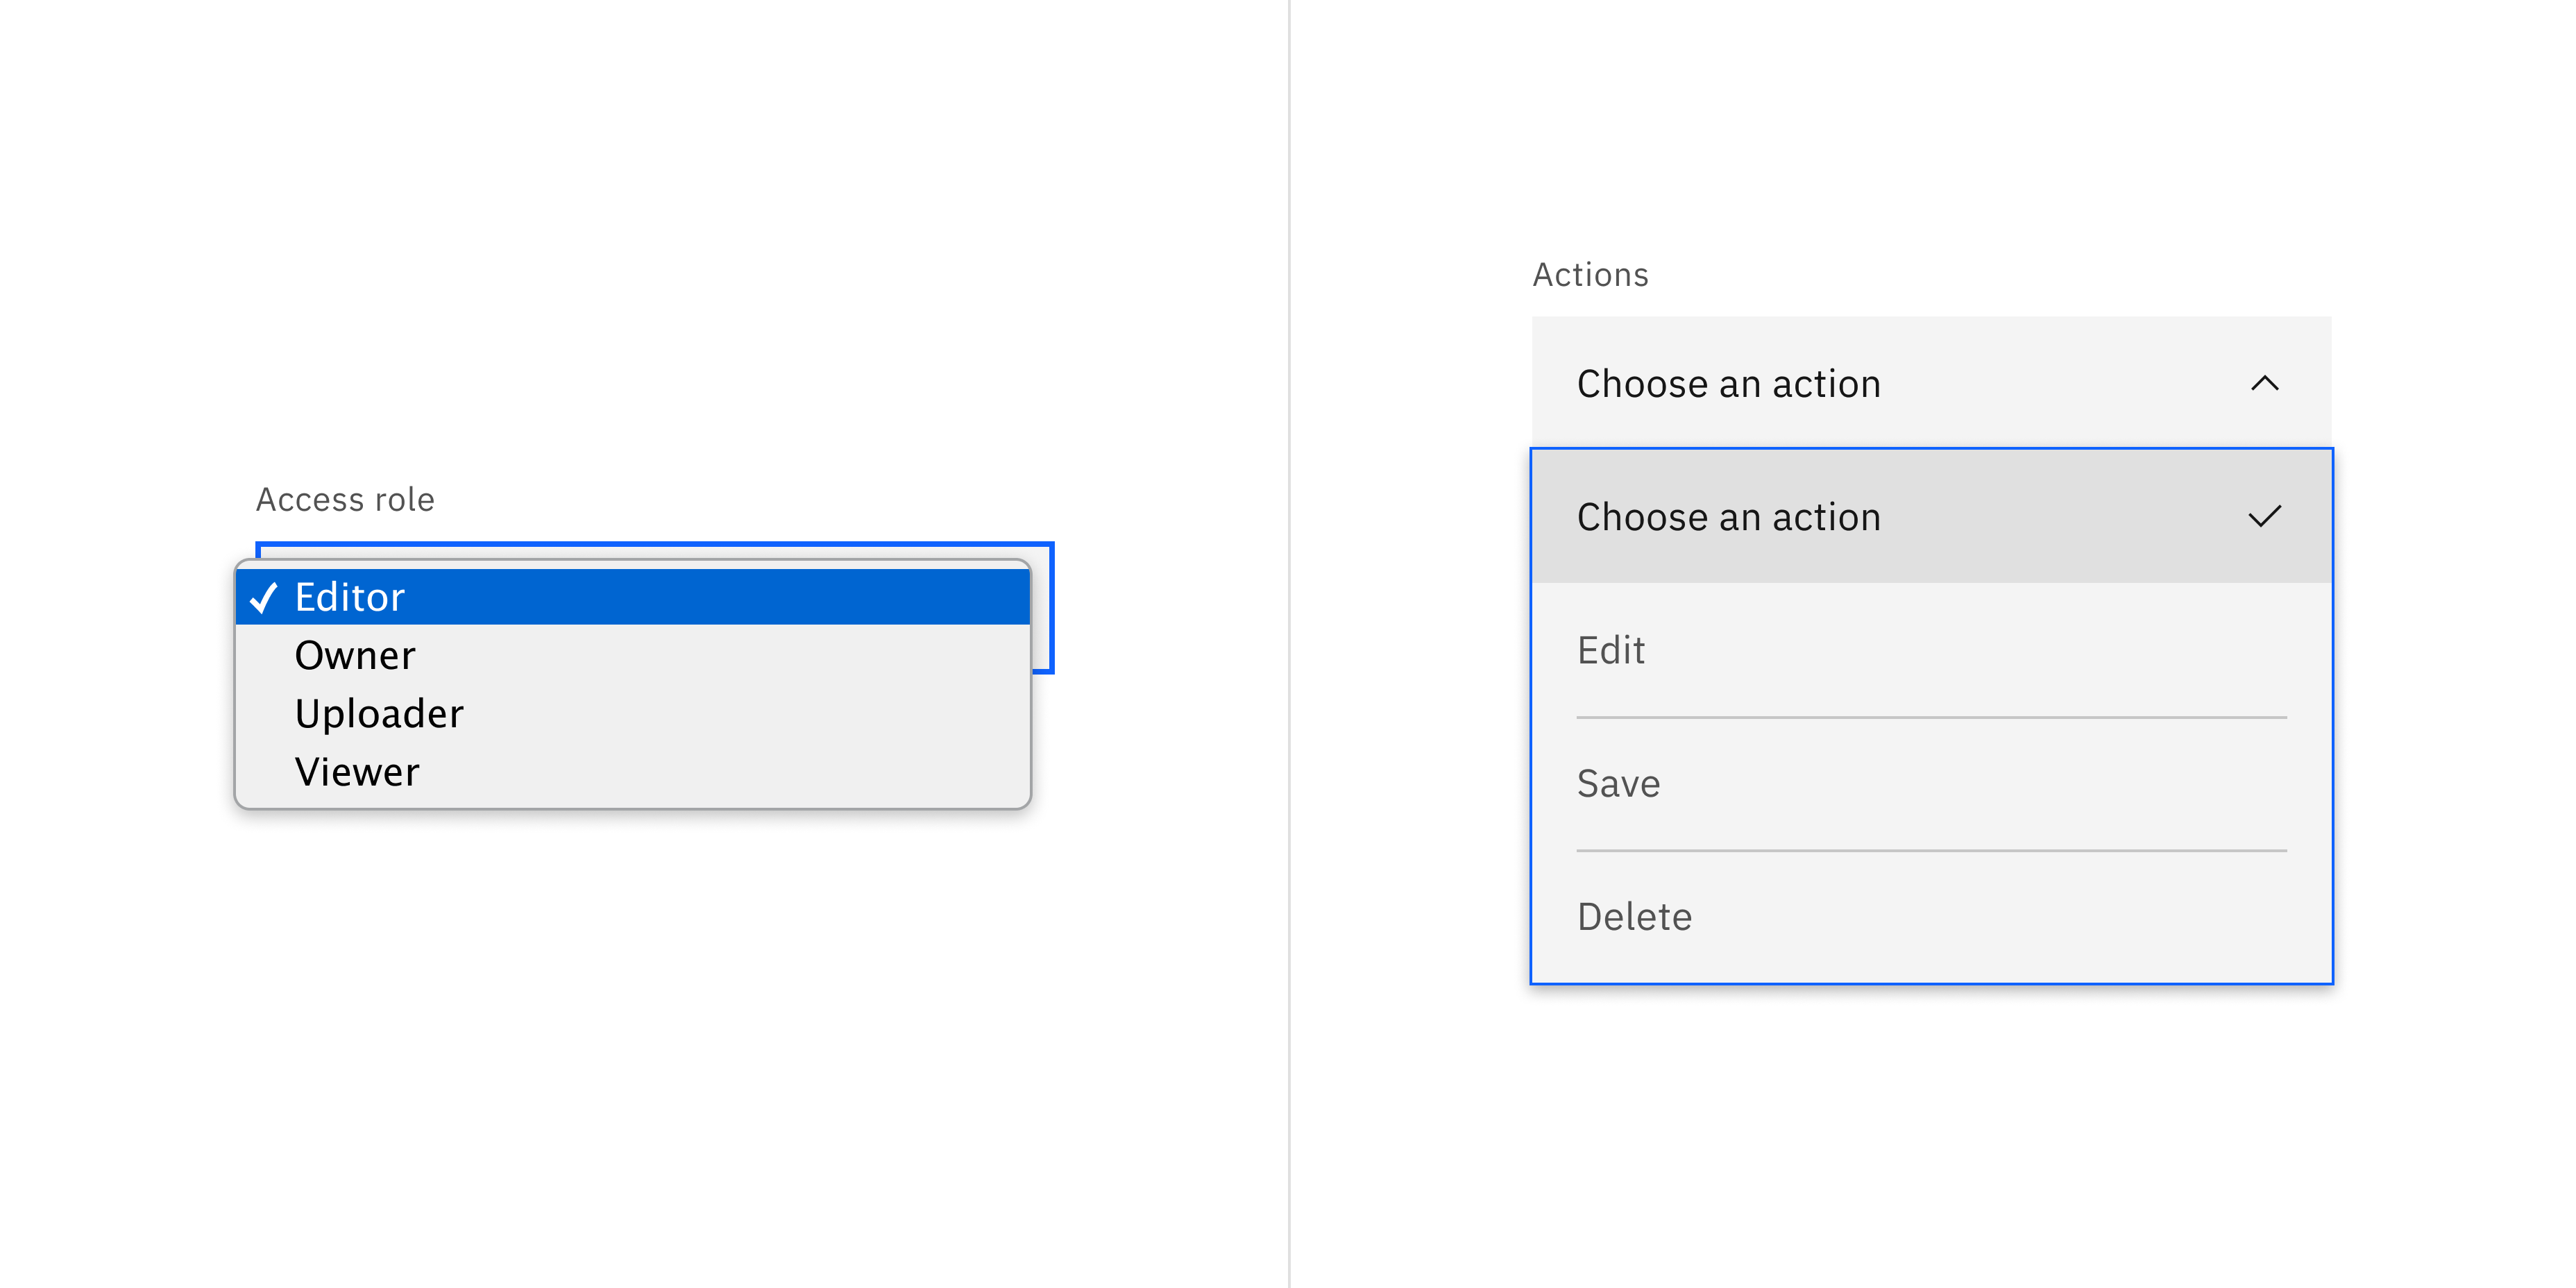 Access role
Editor
Owner
Uploader
Viewer
Actions
Choose an action
Choose an action
Edit
Save
Delete